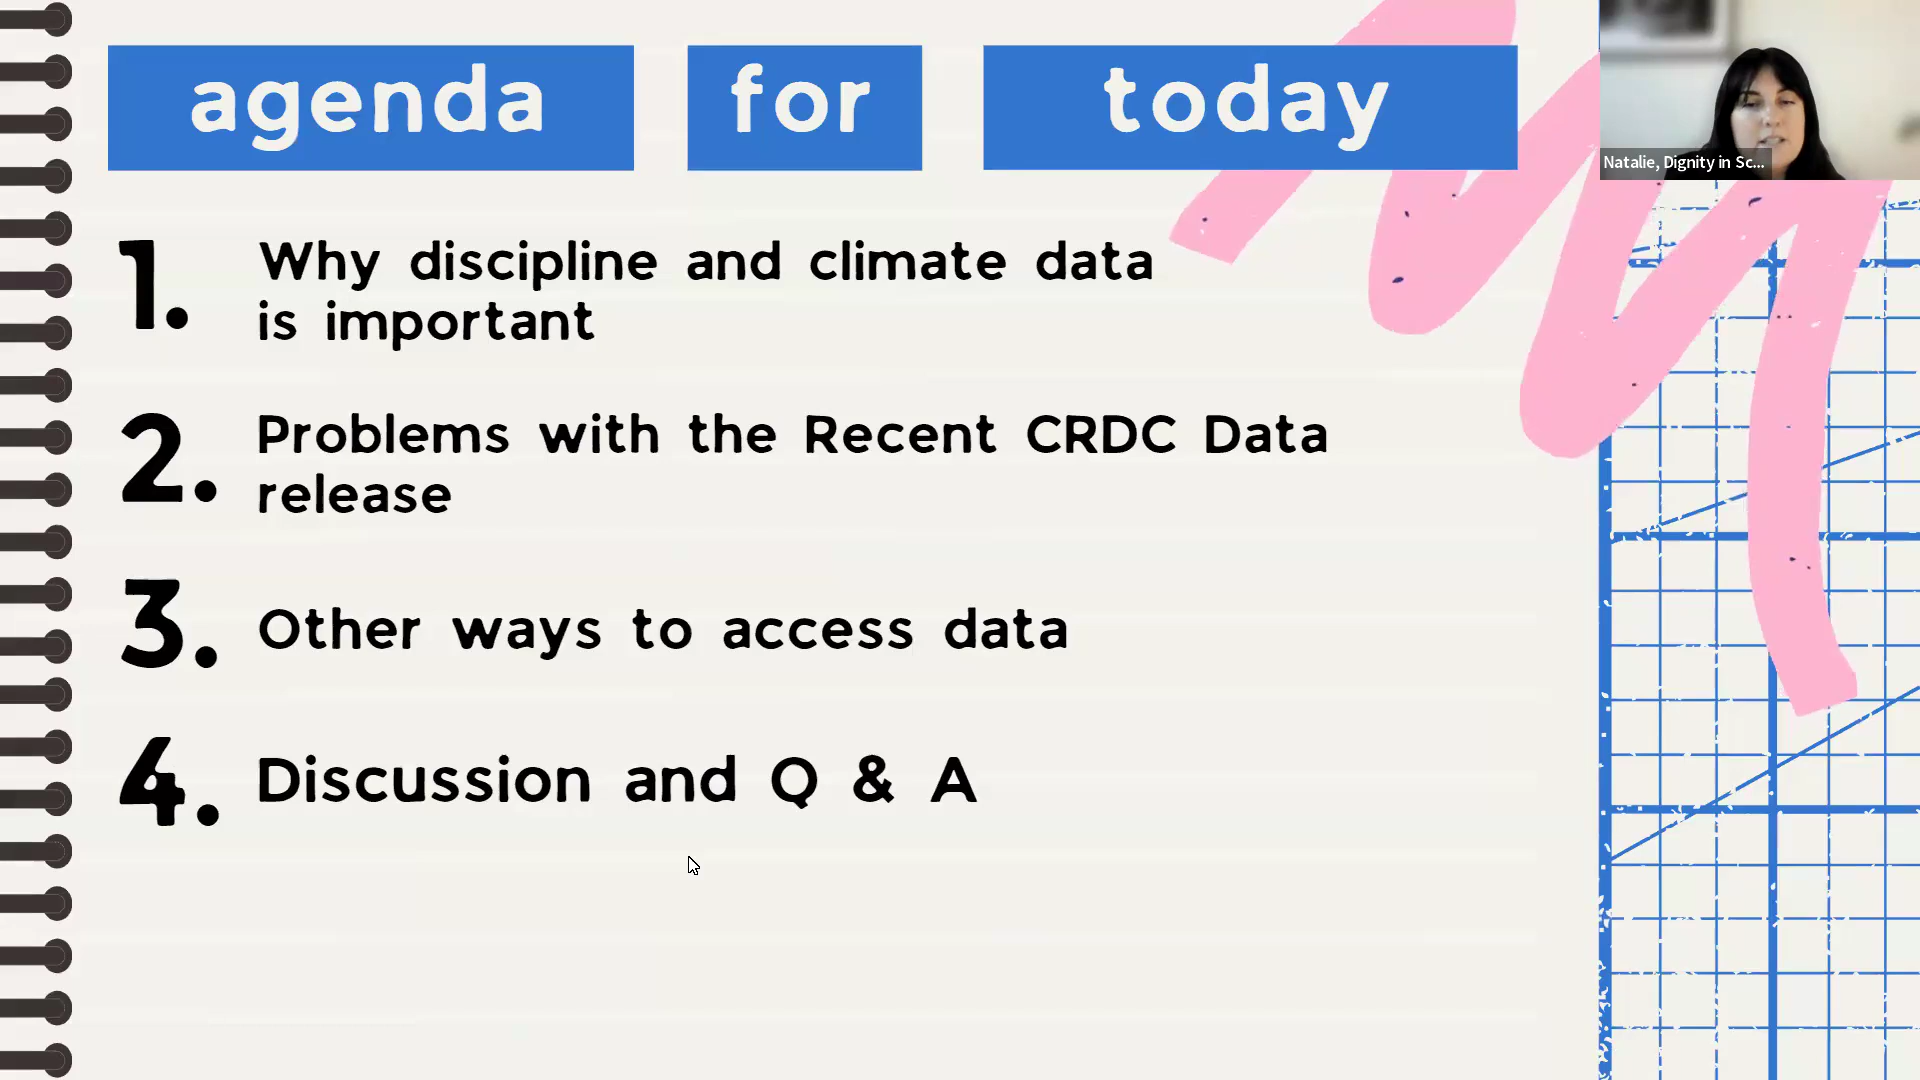 agenda for today
Natalie, Dignity in Sc...
1. Why discipline and climate data
is important
2. Problems with the Recent CRDC Data
release
3. Other ways to access data
4. Discussion and Q & A